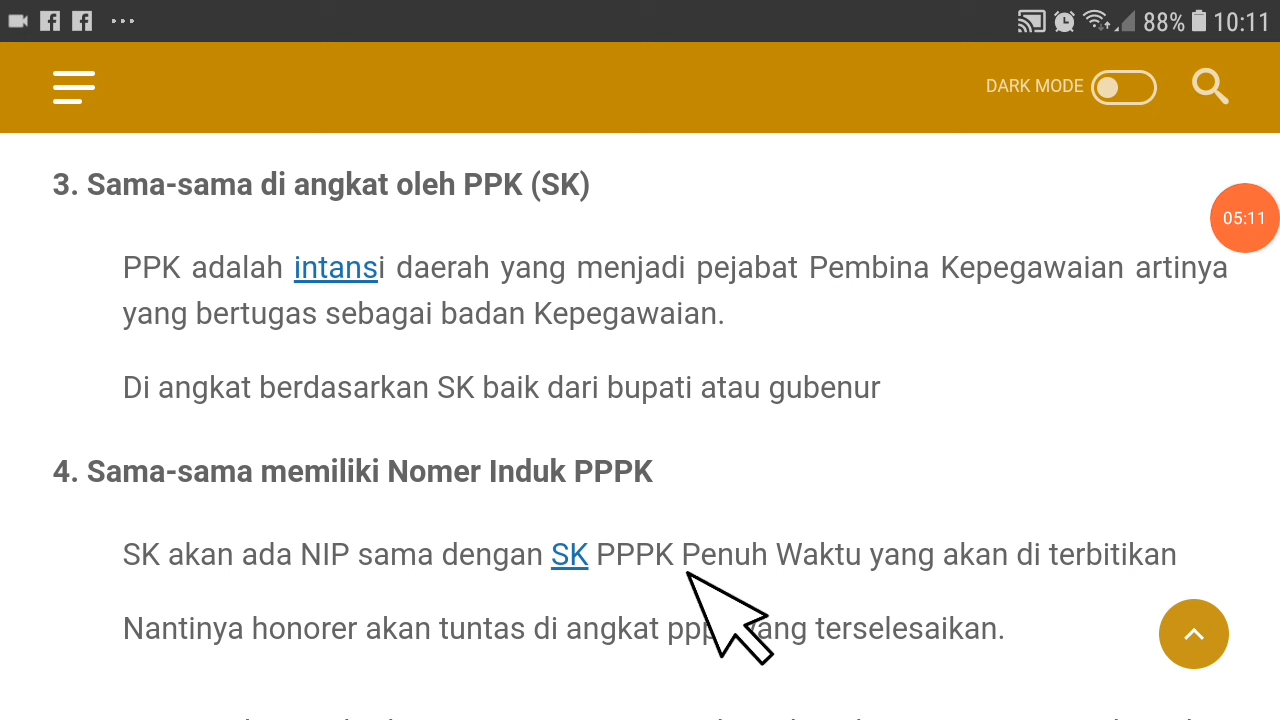 88% 10:11
DARK MODE
3. Sama-sama di angkat oleh PPK (SK)
05:11
PPK adalah intansi daerah yang menjadi pejabat Pembina Kepegawaian artinya
yang bertugas sebagai badan Kepegawaian.
Di angkat berdasarkan SK baik dari bupati atau gubenur
4. Sama-sama memiliki Nomer Induk PPPK
SK akan ada NIP sama dengan SK PPPK Penuh Waktu yang akan di terbitikan
Nantinya honorer akan tuntas di angkat yang terselesaikan.